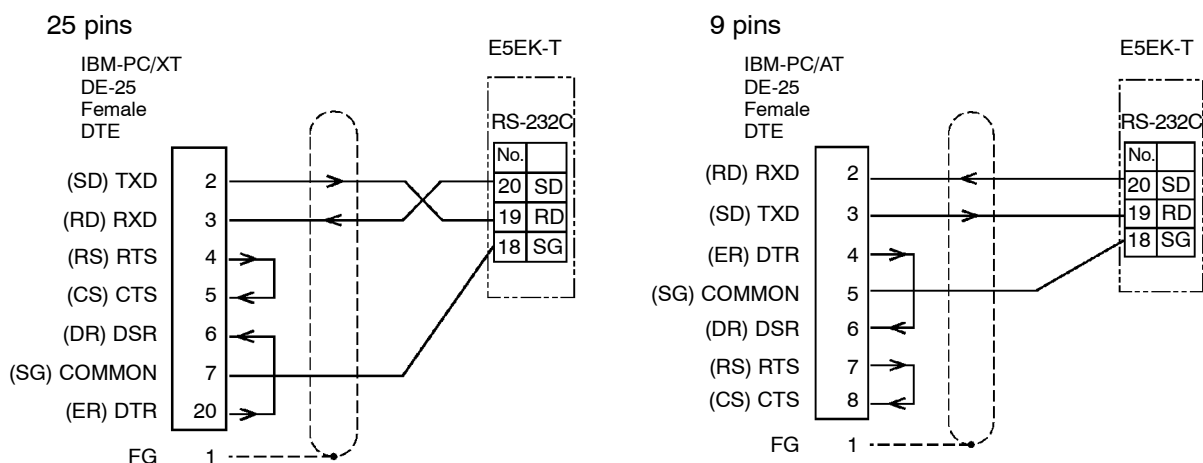 25 pins
IBM-PC/XT
DE-25
Female
DTE
E5EK-T
RS-232C
No.
20 SD
19 RD
18 SG
(SD) TXD 2
(RD) RXD 3
(RS) RTS 4
(CS) CTS 5
(DR) DSR 6
(SG) COMMON 7
(ER) DTR 20
FG 1
9 pins
IBM-PC/AT
DE-25
Female
DTE
E5EK-T
RS-232C
No.
20 SD
19 RD
18 SG
(RD) RXD 2
(SD) TXD 3
(ER) DTR 4
(SG) COMMON 5
(DR) DSR 6
(RS) RTS 7
(CS) CTS 8
FG 1